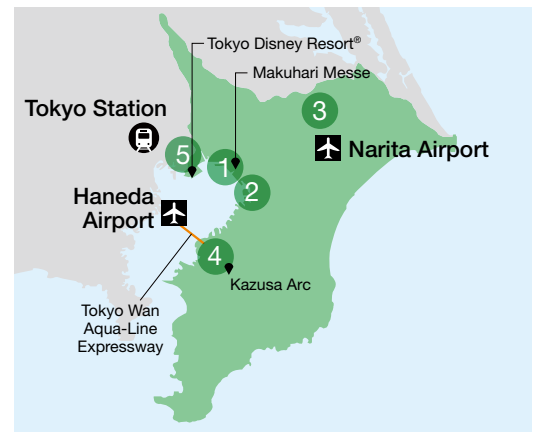 Tokyo Disney Resort®
Makuhari Messe
Tokyo Station
3
5
1
Narita Airport
2
Haneda
Airport
4
Kazusa Arc
Tokyo Wan
Aqua-Line
Expressway